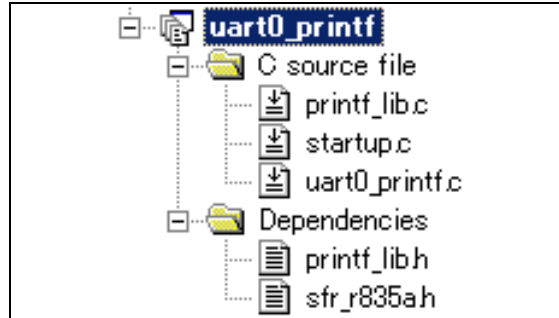 uart0_printf
C source file
printf_lib.c
startup.c
uart0_printf.c
Dependencies
printf_lib.h
sfr_r835a.h